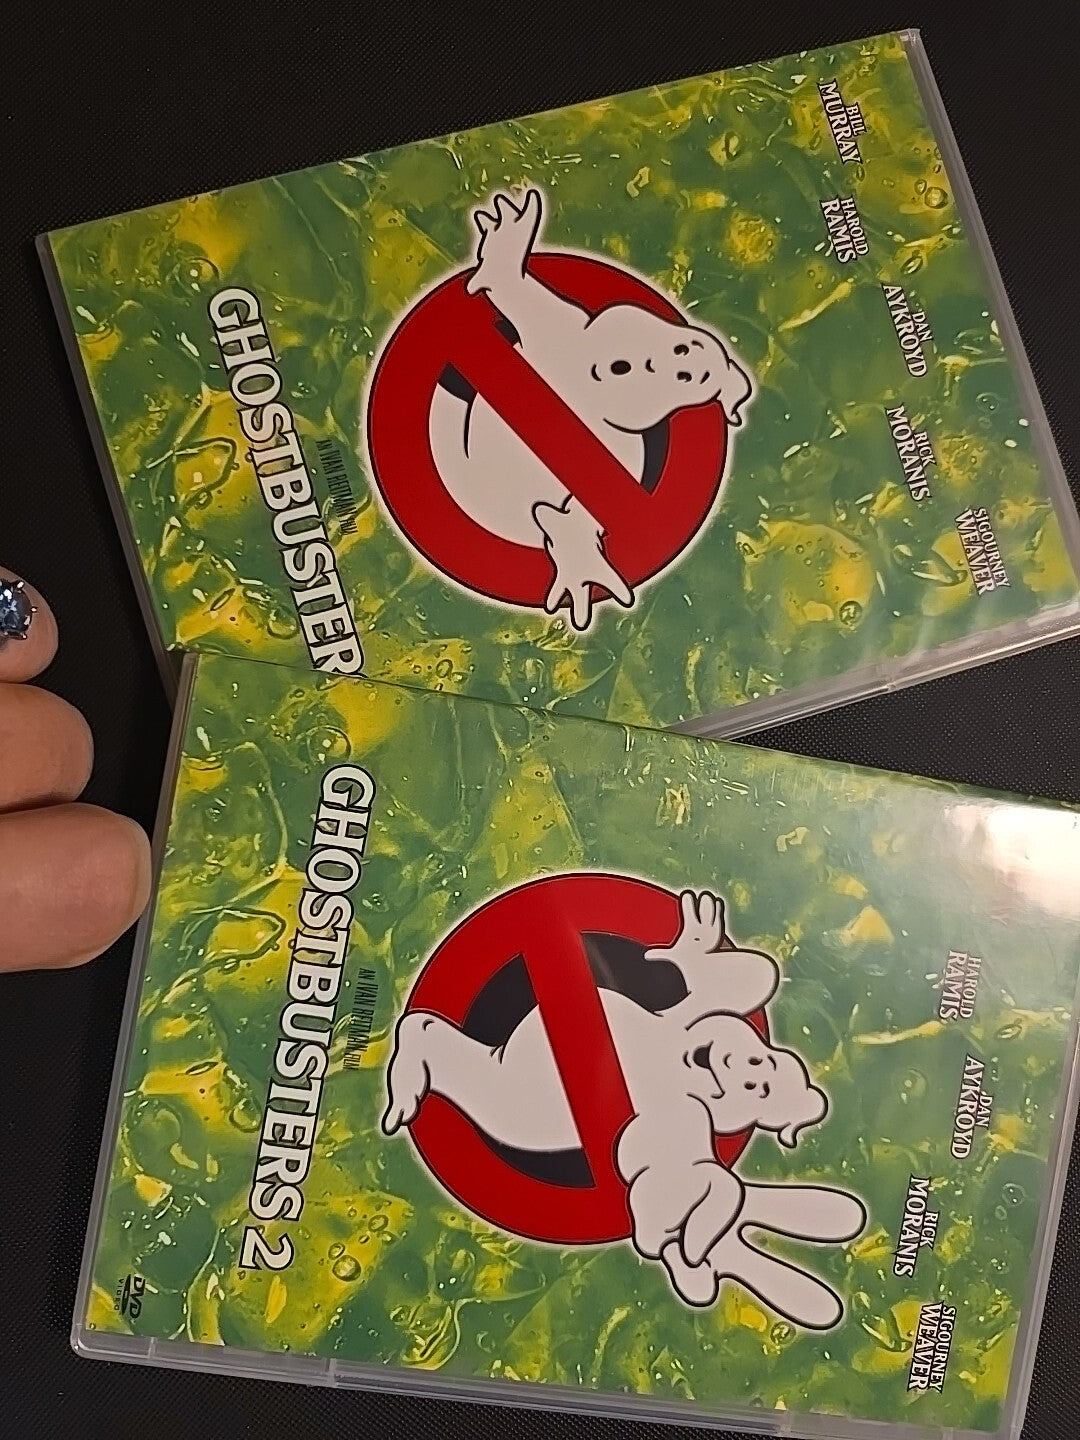 BILL
MURRAY
HAROLD
RAMIS
DAN
AYKROYD
RICK
MORANIS
SIGOURNEY
WEAVER
AN IVAN REITMAN
GHOSTBUSTER
HAROLD
RAMIS
DAN
AYKROYD
RICK
MORANIS
SIGOURNEY
WEAVER
AN IVAN REITMAN FILM
GHOSTBUSTERS 2
DVD
VIDEO